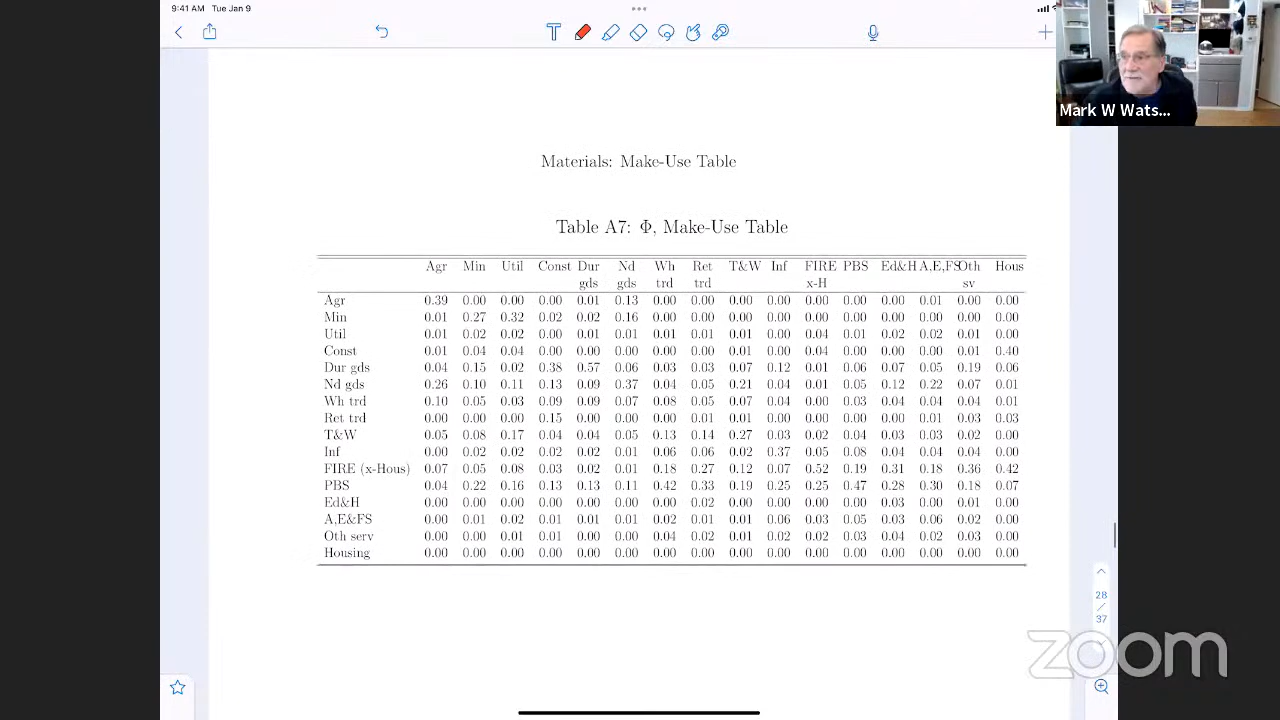 9:41 AM Tue Jan 9
Mark W Wats...
Materials: Make-Use Table
Table A7: Φ, Make-Use Table
Agr Min Util Const Dur gds Nd gds Wh trd Ret trd T&W Inf FIRE x-H PBS Ed&H A,E,FS Oth sv Hous
Agr 0.39 0.00 0.00 0.00 0.01 0.13 0.00 0.00 0.00 0.00 0.00 0.00 0.00 0.01 0.00 0.00
Min 0.01 0.27 0.32 0.02 0.02 0.16 0.00 0.00 0.00 0.00 0.00 0.00 0.00 0.00 0.00 0.00
Util 0.01 0.02 0.02 0.00 0.01 0.01 0.01 0.01 0.01 0.00 0.04 0.01 0.02 0.02 0.01 0.00
Const 0.01 0.04 0.04 0.00 0.00 0.00 0.00 0.00 0.01 0.00 0.04 0.00 0.00 0.00 0.01 0.40
Dur gds 0.04 0.15 0.02 0.38 0.57 0.06 0.03 0.03 0.07 0.12 0.01 0.06 0.07 0.05 0.19 0.06
Nd gds 0.26 0.10 0.11 0.13 0.09 0.37 0.04 0.05 0.21 0.04 0.01 0.05 0.12 0.22 0.07 0.01
Wh trd 0.10 0.05 0.03 0.09 0.09 0.07 0.08 0.05 0.07 0.04 0.00 0.03 0.04 0.04 0.04 0.01
Ret trd 0.00 0.00 0.00 0.15 0.00 0.00 0.00 0.01 0.01 0.00 0.00 0.00 0.00 0.01 0.03 0.03
T&W 0.05 0.08 0.17 0.04 0.04 0.05 0.13 0.14 0.27 0.03 0.02 0.04 0.03 0.03 0.02 0.00
Inf 0.00 0.02 0.02 0.02 0.02 0.01 0.06 0.06 0.02 0.37 0.05 0.08 0.04 0.04 0.04 0.00
FIRE (x-Hous) 0.07 0.05 0.08 0.03 0.02 0.01 0.18 0.27 0.12 0.07 0.52 0.19 0.31 0.18 0.36 0.42
PBS 0.04 0.22 0.16 0.13 0.13 0.11 0.42 0.33 0.19 0.25 0.25 0.47 0.28 0.30 0.18 0.07
Ed&H 0.00 0.00 0.00 0.00 0.00 0.00 0.00 0.02 0.00 0.00 0.00 0.00 0.03 0.00 0.01 0.00
A,E&FS 0.00 0.01 0.02 0.01 0.01 0.01 0.02 0.01 0.01 0.06 0.03 0.05 0.03 0.06 0.02 0.00
Oth serv 0.00 0.00 0.01 0.01 0.00 0.00 0.04 0.02 0.01 0.02 0.02 0.03 0.04 0.02 0.03 0.00
Housing 0.00 0.00 0.00 0.00 0.00 0.00 0.00 0.00 0.00 0.00 0.00 0.00 0.00 0.00 0.00 0.00
28
/
37
zoom